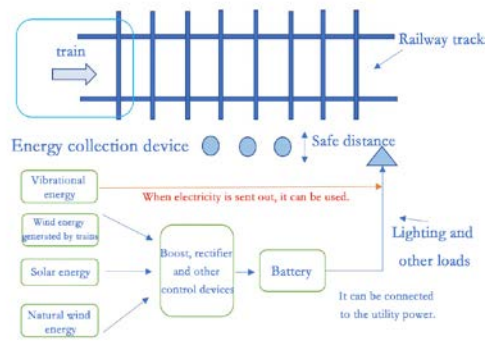 train
Railway track
Energy collection device
Safe distance
Vibrational
energy
When electricity is sent out, it can be used.
Wind energy
generated by trains
Boost, rectifier
and other
control devices
Battery
Lighting and
other loads
Solar energy
It can be connected
to the utility power.
Natural wind
energy